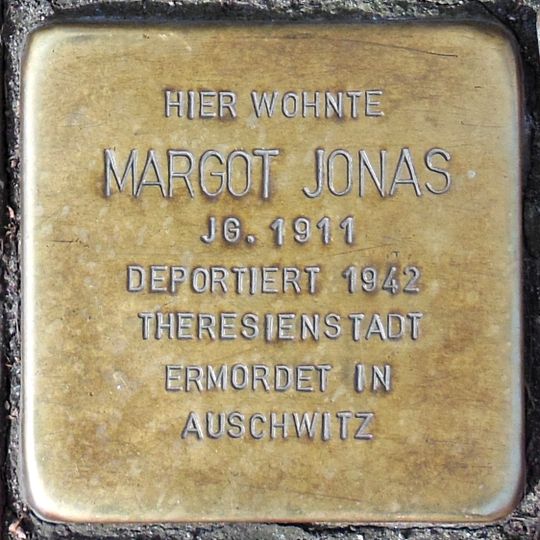 HIER WOHNTE
MARGOT JONAS
JG. 1911
DEPORTIERT 1942
THERESIENSTADT
ERMORDET IN
AUSCHWITZ